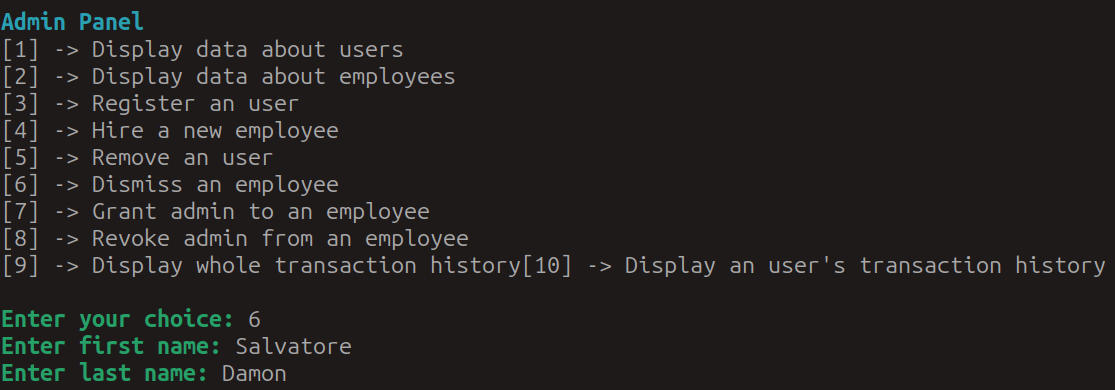 Admin Panel
[1] -> Display data about users
[2] -> Display data about employees
[3] -> Register an user
[4] -> Hire a new employee
[5] -> Remove an user
[6] -> Dismiss an employee
[7] -> Grant admin to an employee
[8] -> Revoke admin from an employee
[9] -> Display whole transaction history[10] -> Display an user's transaction history
Enter your choice: 6
Enter first name: Salvatore
Enter last name: Damon